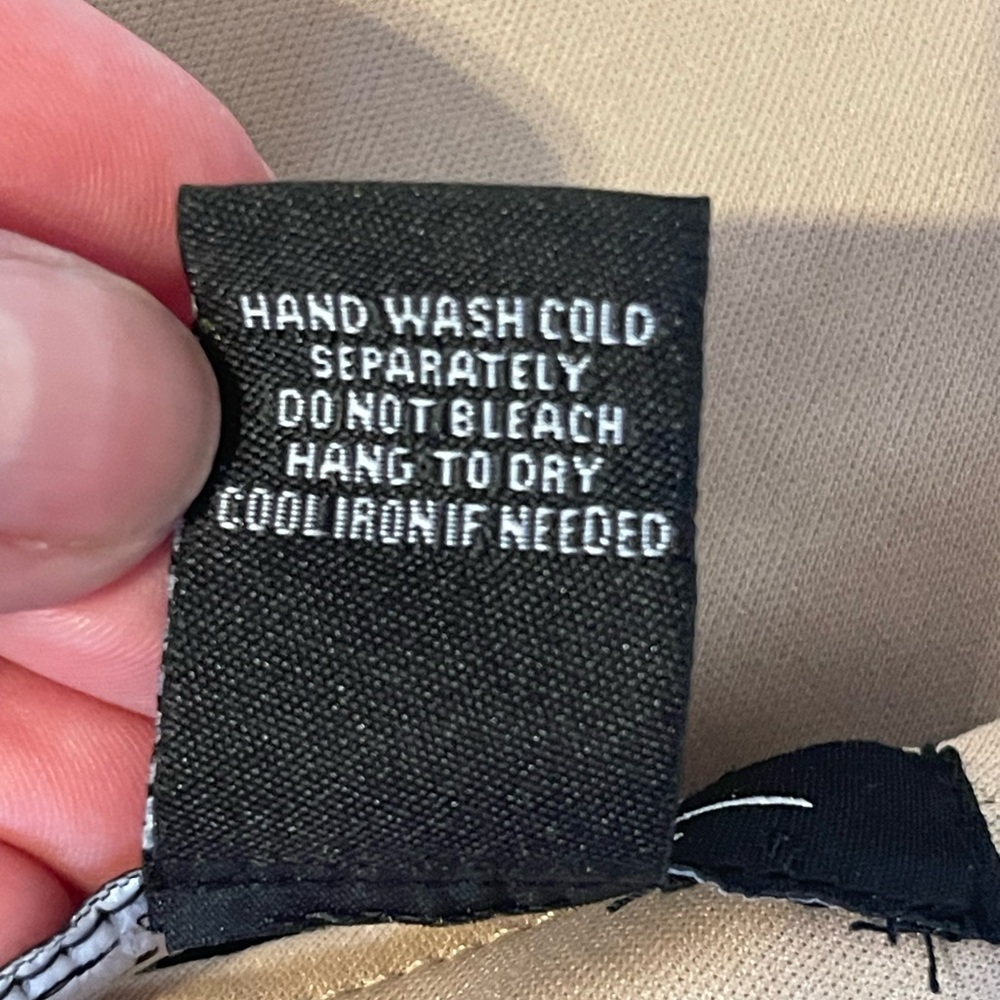 HAND WASH COLD
SEPARATELY
DO NOT BLEACH
HANG TO DRY
COOL IRON IF NEEDED